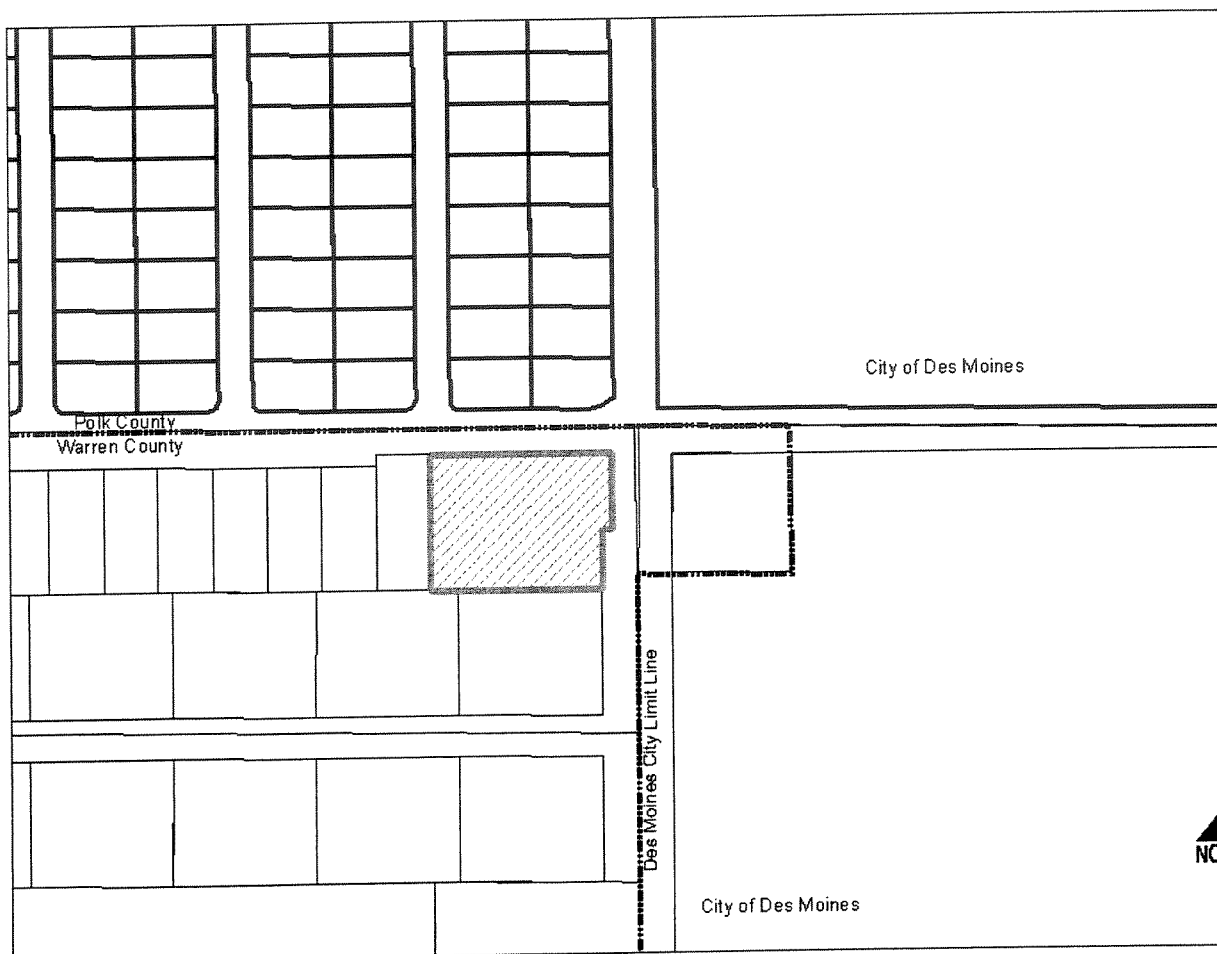 City of Des Moines
Polk County
Warren County
Des Moines City Limit Line
City of Des Moines